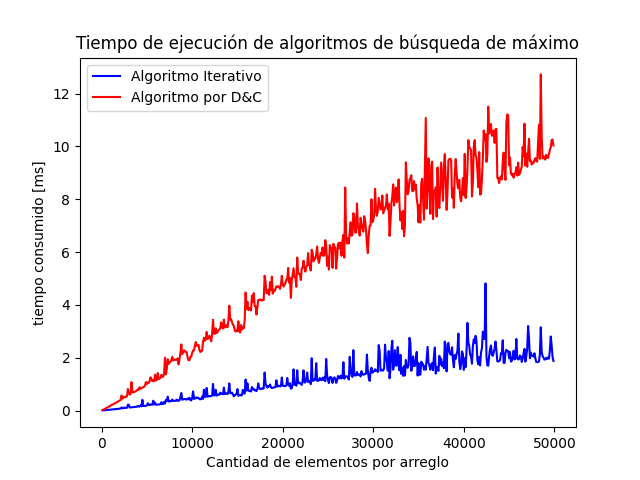 Tiempo de ejecución de algoritmos de búsqueda de máximo
Algoritmo Iterativo
Algoritmo por D&C
12
10
8
6
4
2
0
tiempo consumido [ms]
0 10000 20000 30000 40000 50000
Cantidad de elementos por arreglo